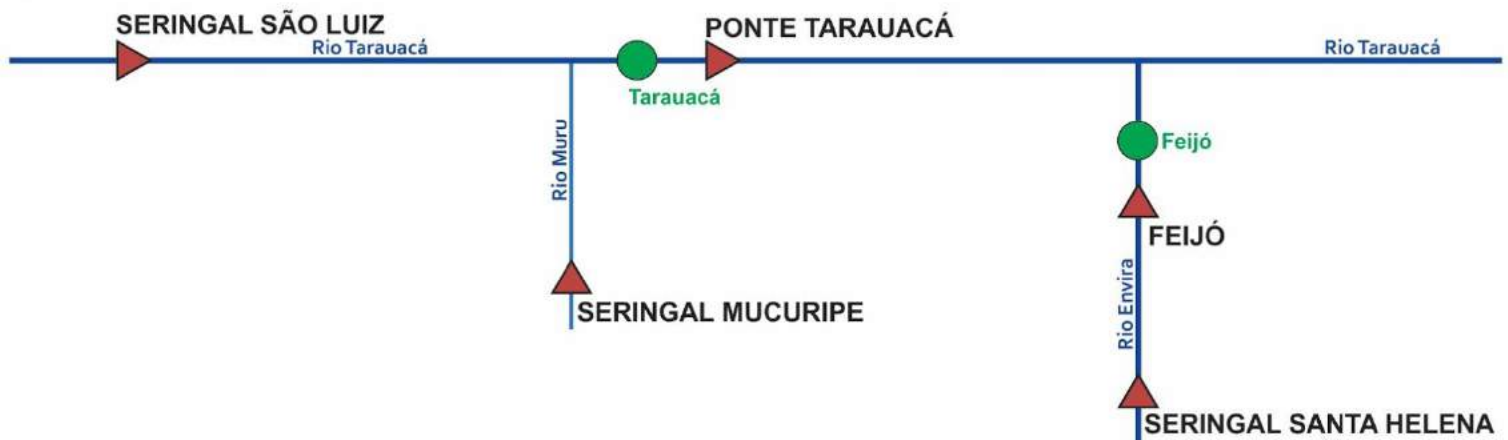 SERINGAL SÃO LUIZ
PONTE TARAUACÁ
Rio Tarauacá
Rio Tarauacá
Tarauacá
Rio Muru
Feijó
FEIJÓ
Rio Envira
SERINGAL MUCURIPE
SERINGAL SANTA HELENA